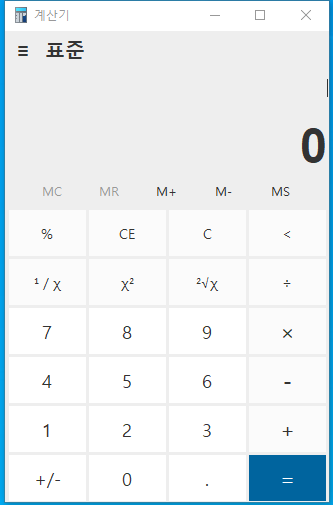 계산기
☰ 표준
0
MC MR M+ M- MS
% CE C <
¹ / χ χ² ²√χ ÷
7 8 9 ×
4 5 6 -
1 2 3 +
+/- 0 . =